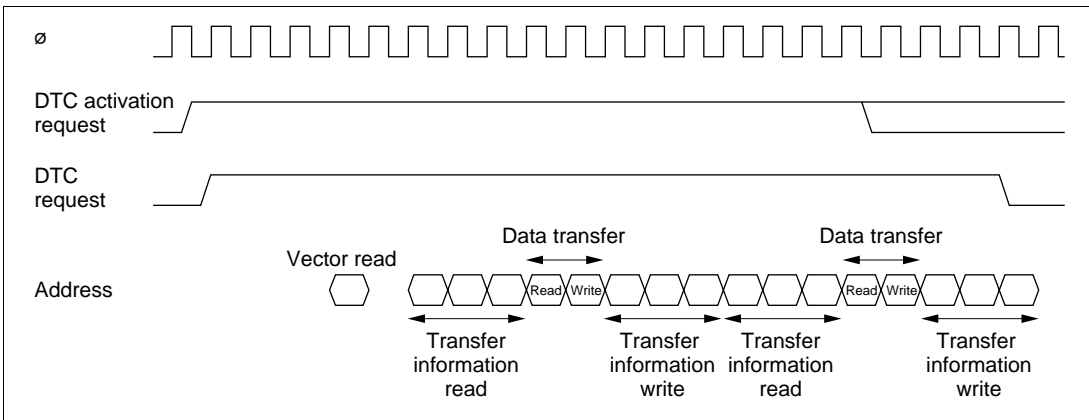 ø
DTC activation
request
DTC
request
Data transfer
Data transfer
Vector read
Address
Read
Write
Read
Write
Transfer
information
read
Transfer
information
write
Transfer
information
read
Transfer
information
write